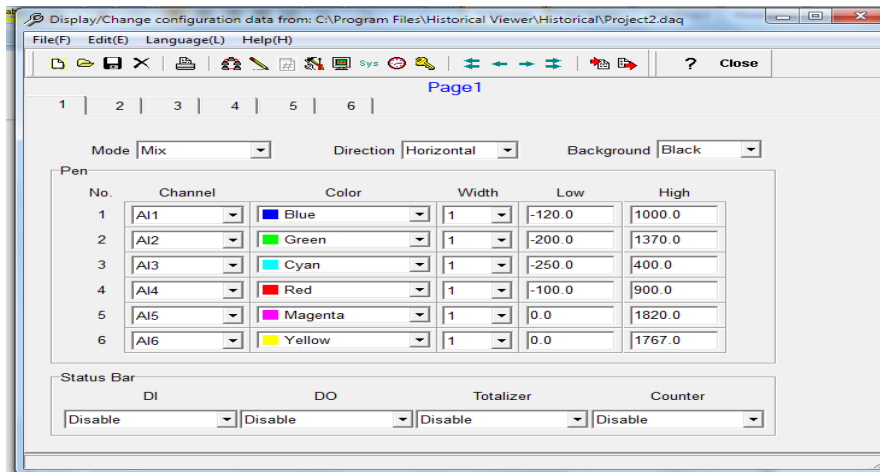 Display/Change configuration data from: C:\Program Files\Historical Viewer\Historical\Project2.daq
File(F) Edit(E) Language(L) Help(H)
Sys ? Close
Page1
1 2 3 4 5 6
Mode Mix Direction Horizontal Background Black
Pen
No. Channel Color Width Low High
1 AI1 Blue 1 -120.0 1000.0
2 AI2 Green 1 -200.0 1370.0
3 AI3 Cyan 1 -250.0 400.0
4 AI4 Red 1 -100.0 900.0
5 AI5 Magenta 1 0.0 1820.0
6 AI6 Yellow 1 0.0 1767.0
Status Bar
DI DO Totalizer Counter
Disable Disable Disable Disable